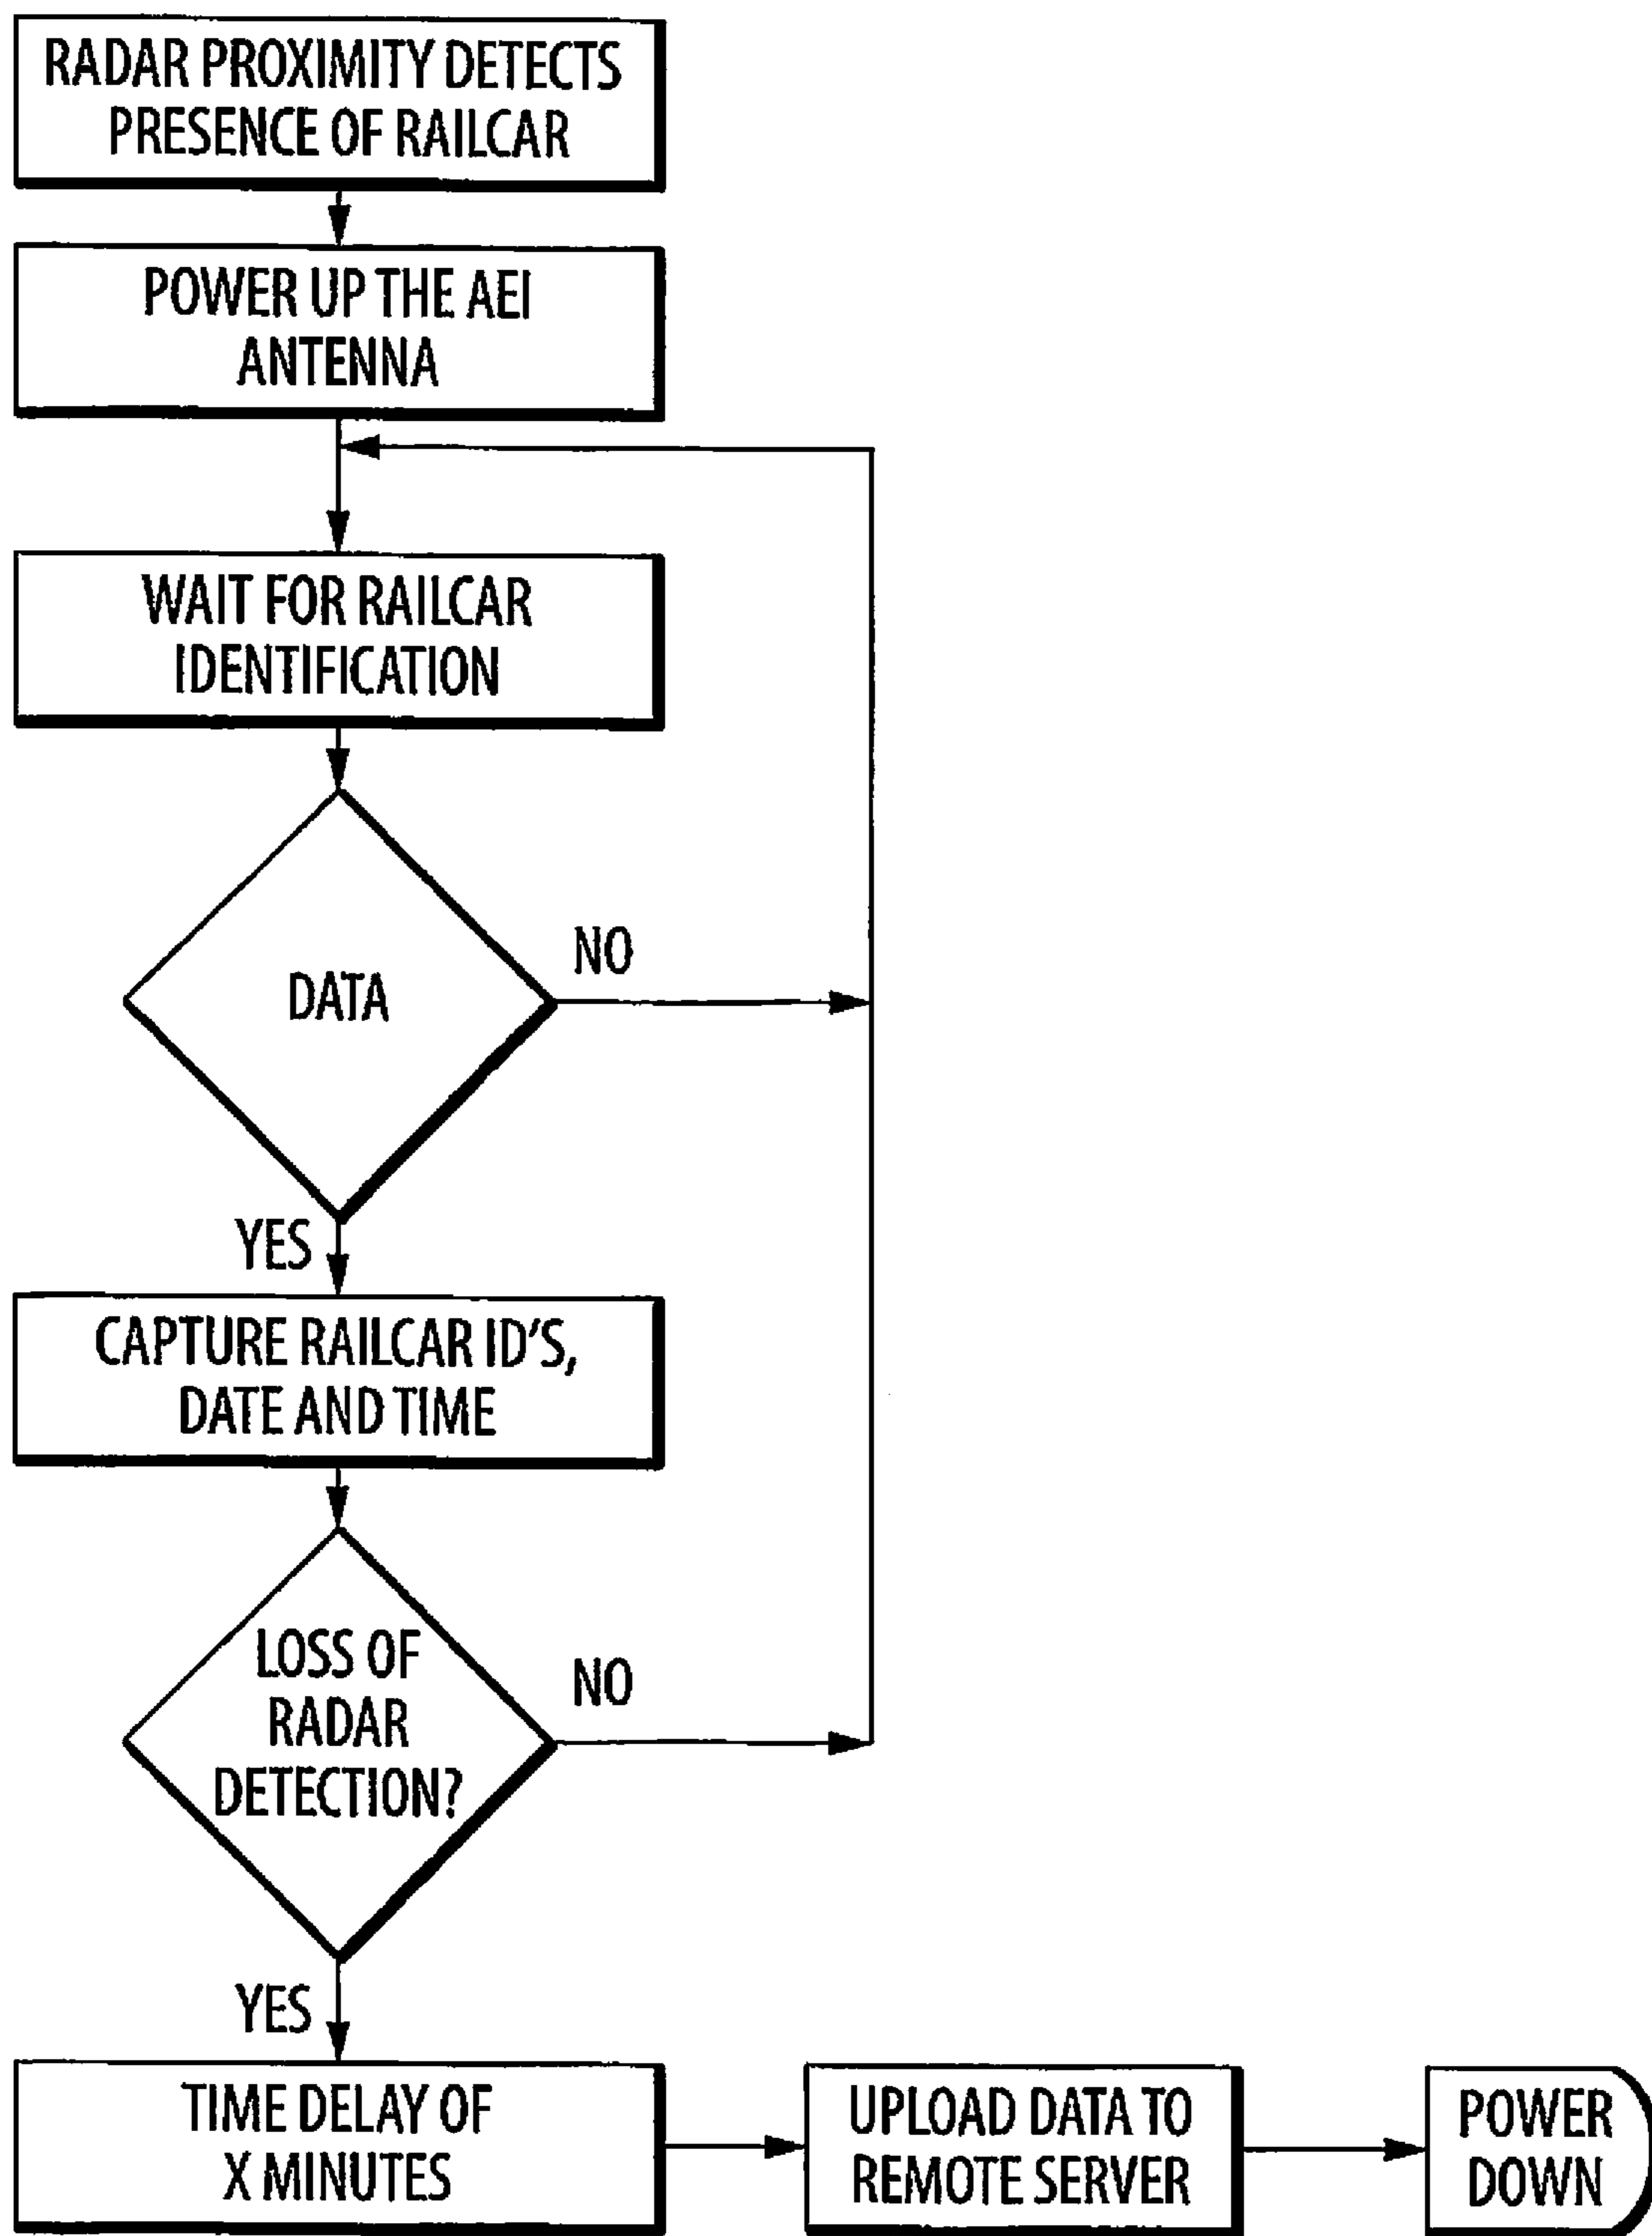 RADAR PROXIMITY DETECTS
PRESENCE OF RAILCAR
POWER UP THE AEI
ANTENNA
WAIT FOR RAILCAR
IDENTIFICATION
DATA
NO
YES
CAPTURE RAILCAR ID'S,
DATE AND TIME
LOSS OF
RADAR
DETECTION?
NO
YES
TIME DELAY OF
X MINUTES
UPLOAD DATA TO
REMOTE SERVER
POWER
DOWN